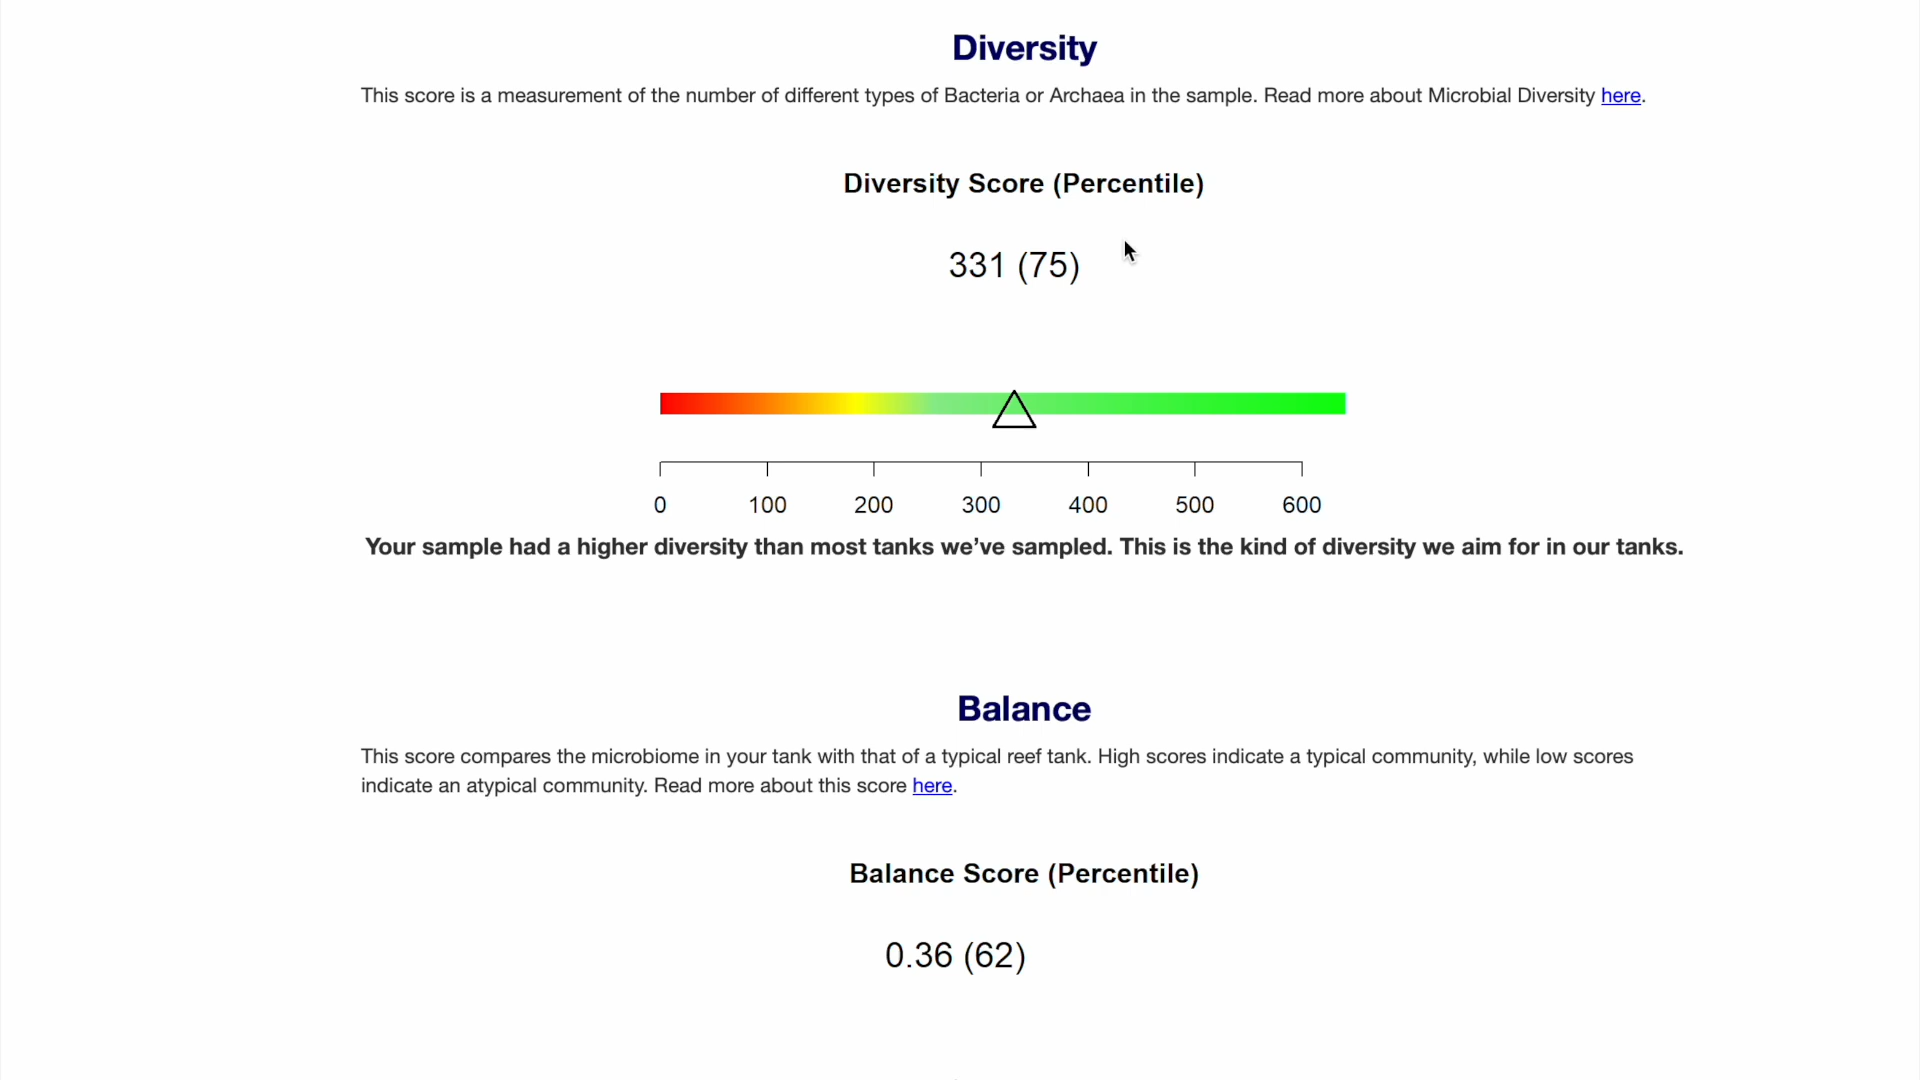 Diversity
This score is a measurement of the number of different types of Bacteria or Archaea in the sample. Read more about Microbial Diversity here.
Diversity Score (Percentile)
331 (75)
0 100 200 300 400 500 600
Your sample had a higher diversity than most tanks we’ve sampled. This is the kind of diversity we aim for in our tanks.
Balance
This score compares the microbiome in your tank with that of a typical reef tank. High scores indicate a typical community, while low scores
indicate an atypical community. Read more about this score here.
Balance Score (Percentile)
0.36 (62)